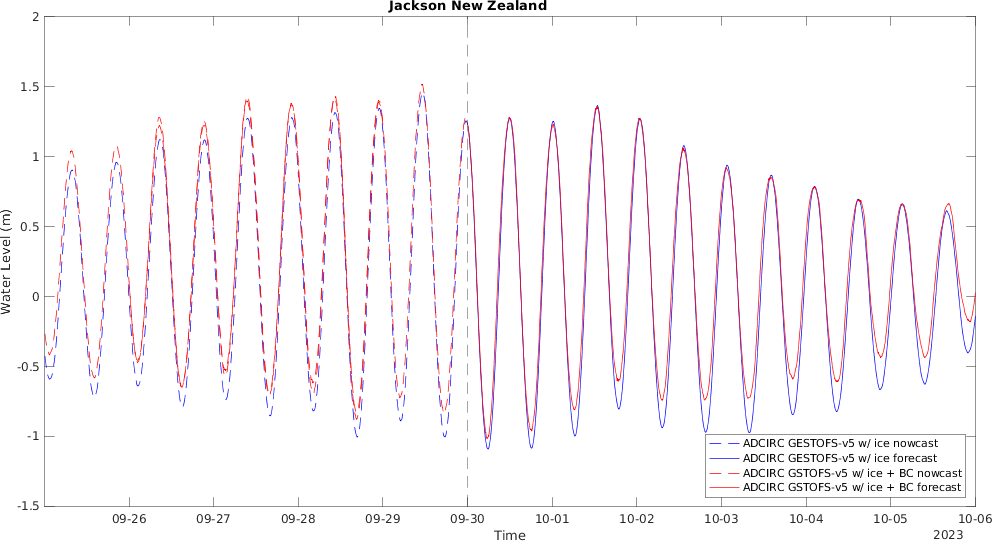 Jackson New Zealand
Water Level (m)
2
1.5
1
0.5
0
-0.5
-1
-1.5
ADCIRC GESTOFS-v5 w/ ice nowcast
ADCIRC GESTOFS-v5 w/ ice forecast
ADCIRC GSTOFS-v5 w/ ice + BC nowcast
ADCIRC GSTOFS-v5 w/ ice + BC forecast
09-26 09-27 09-28 09-29 09-30 10-01 10-02 10-03 10-04 10-05 10-06
Time
2023